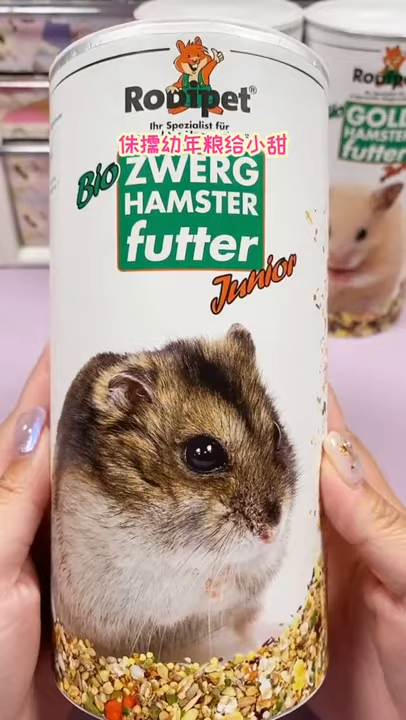 Rodipet®
Ihr Spezialist für
侏擂幼年粮给小甜
Bio
ZWERG
HAMSTER
futter
Junior
Rodipet
GOLD
HAMSTER
futter